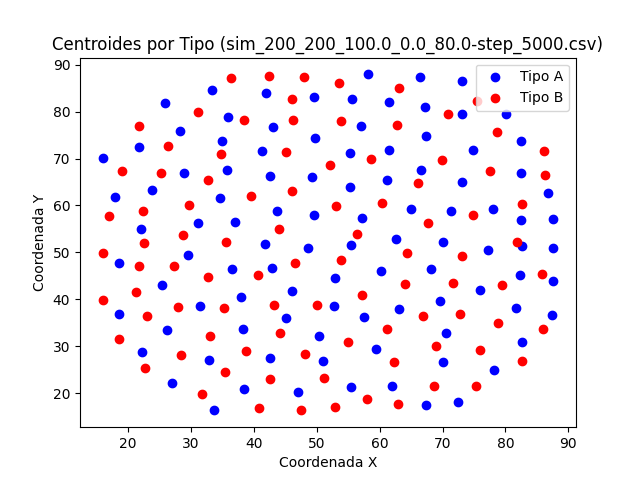 Centroides por Tipo (sim_200_200_100.0_0.0_80.0-step_5000.csv)
Tipo A
Tipo B
Coordenada Y
90
80
70
60
50
40
30
20
20 30 40 50 60 70 80 90
Coordenada X